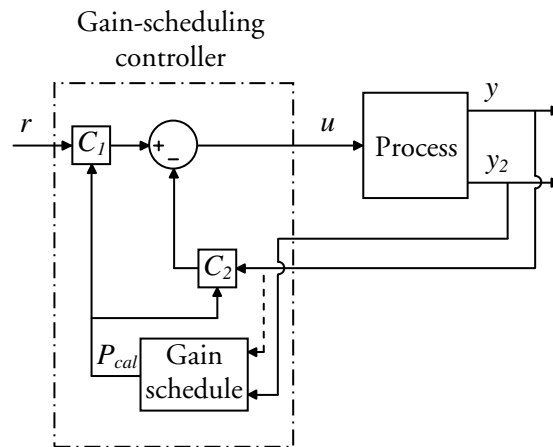 Gain-scheduling
controller
r
C1
+
−
u
Process
y
y2
C2
Pcal
Gain
schedule